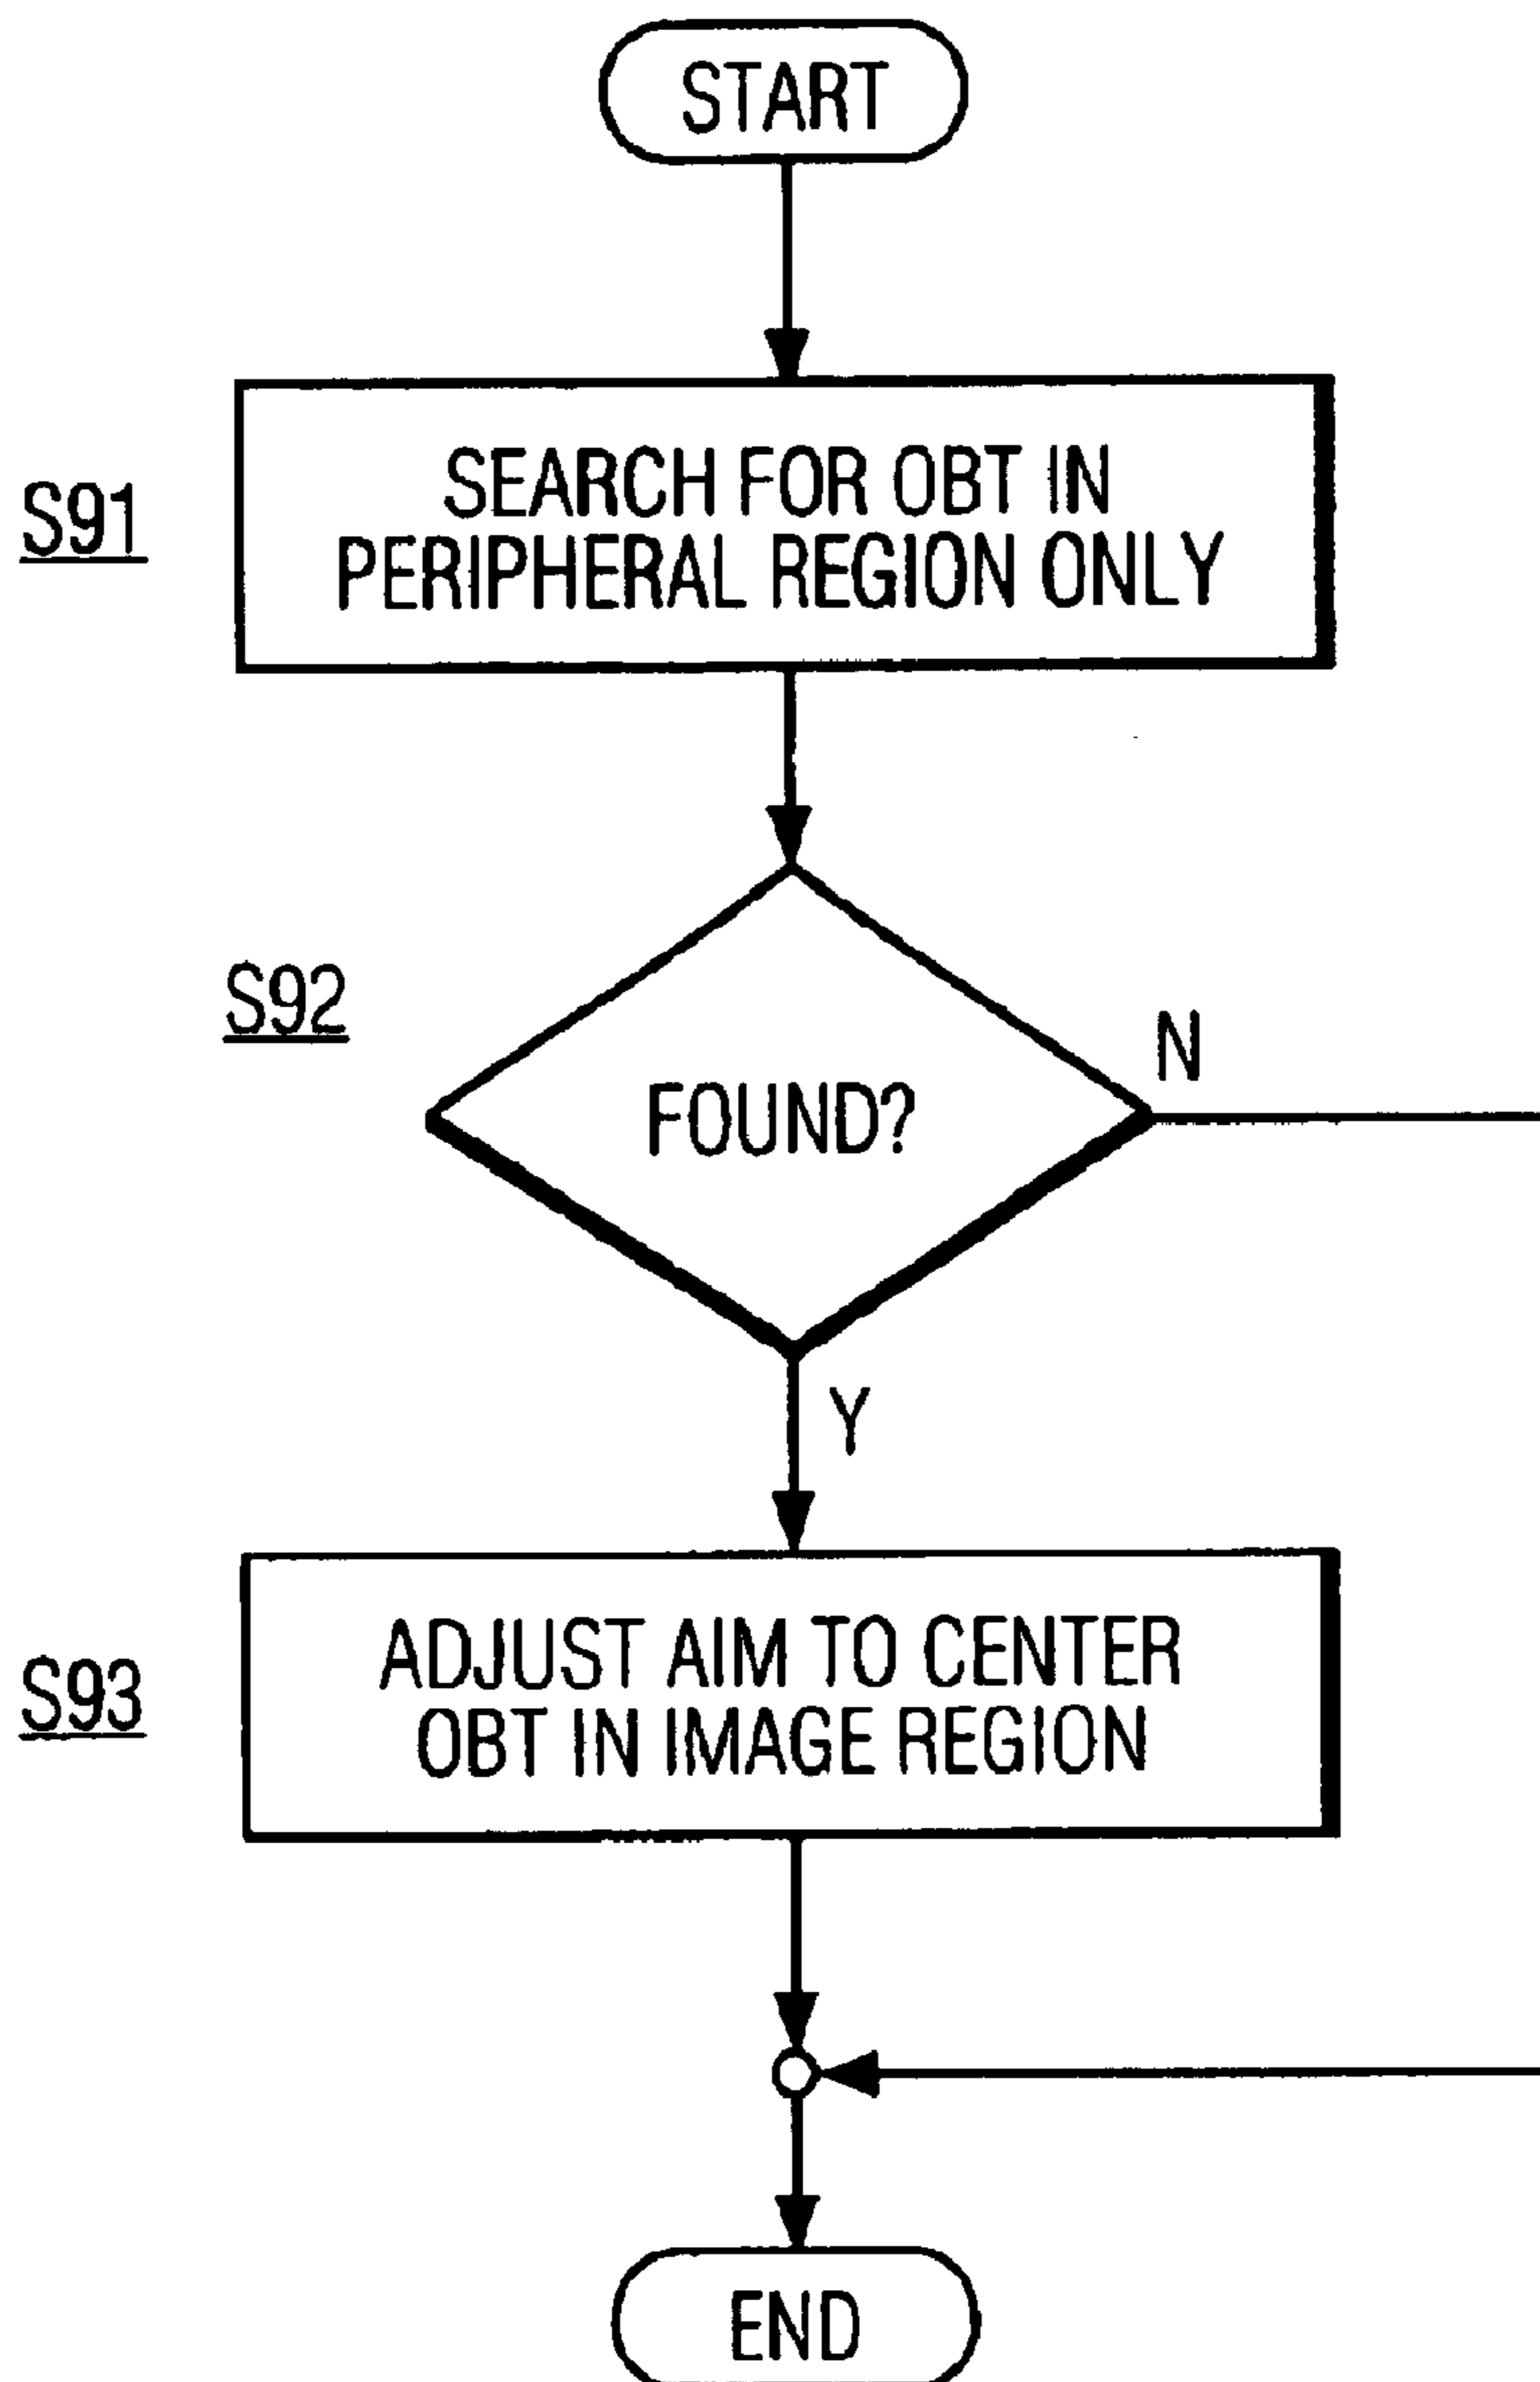 START
S91
SEARCH FOR OBT IN
PERIPHERAL REGION ONLY
S92
N
FOUND?
Y
S93
ADJUST AIM TO CENTER
OBT IN IMAGE REGION
END